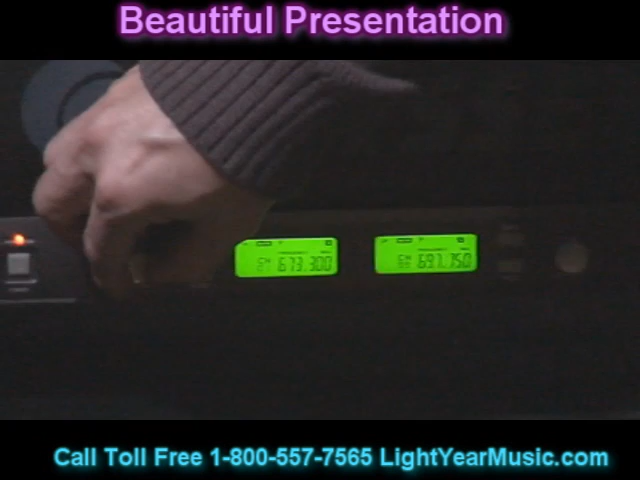 Beautiful Presentation
673.300
691.750
Call Toll Free 1-800-557-7565 LightYearMusic.com